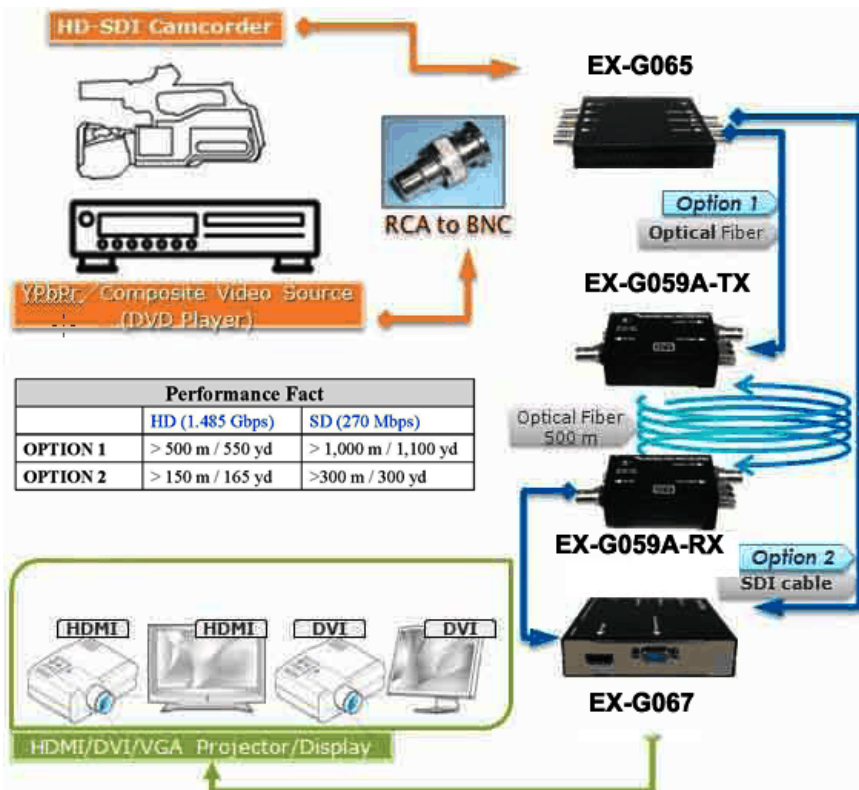 HD-SDI Camcorder
EX-G065
RCA to BNC
Option 1
Optical Fiber
YPbPr/Composite Video Source
(DVD Player)
EX-G059A-TX
Performance Fact
HD (1.485 Gbps) SD (270 Mbps)
OPTION 1 > 500 m / 550 yd > 1,000 m / 1,100 yd
OPTION 2 > 150 m / 165 yd >300 m / 300 yd
Optical Fiber
500 m
EX-G059A-RX
Option 2
SDI cable
HDMI HDMI DVI DVI
EX-G067
HDMI/DVI/VGA Projector/Display